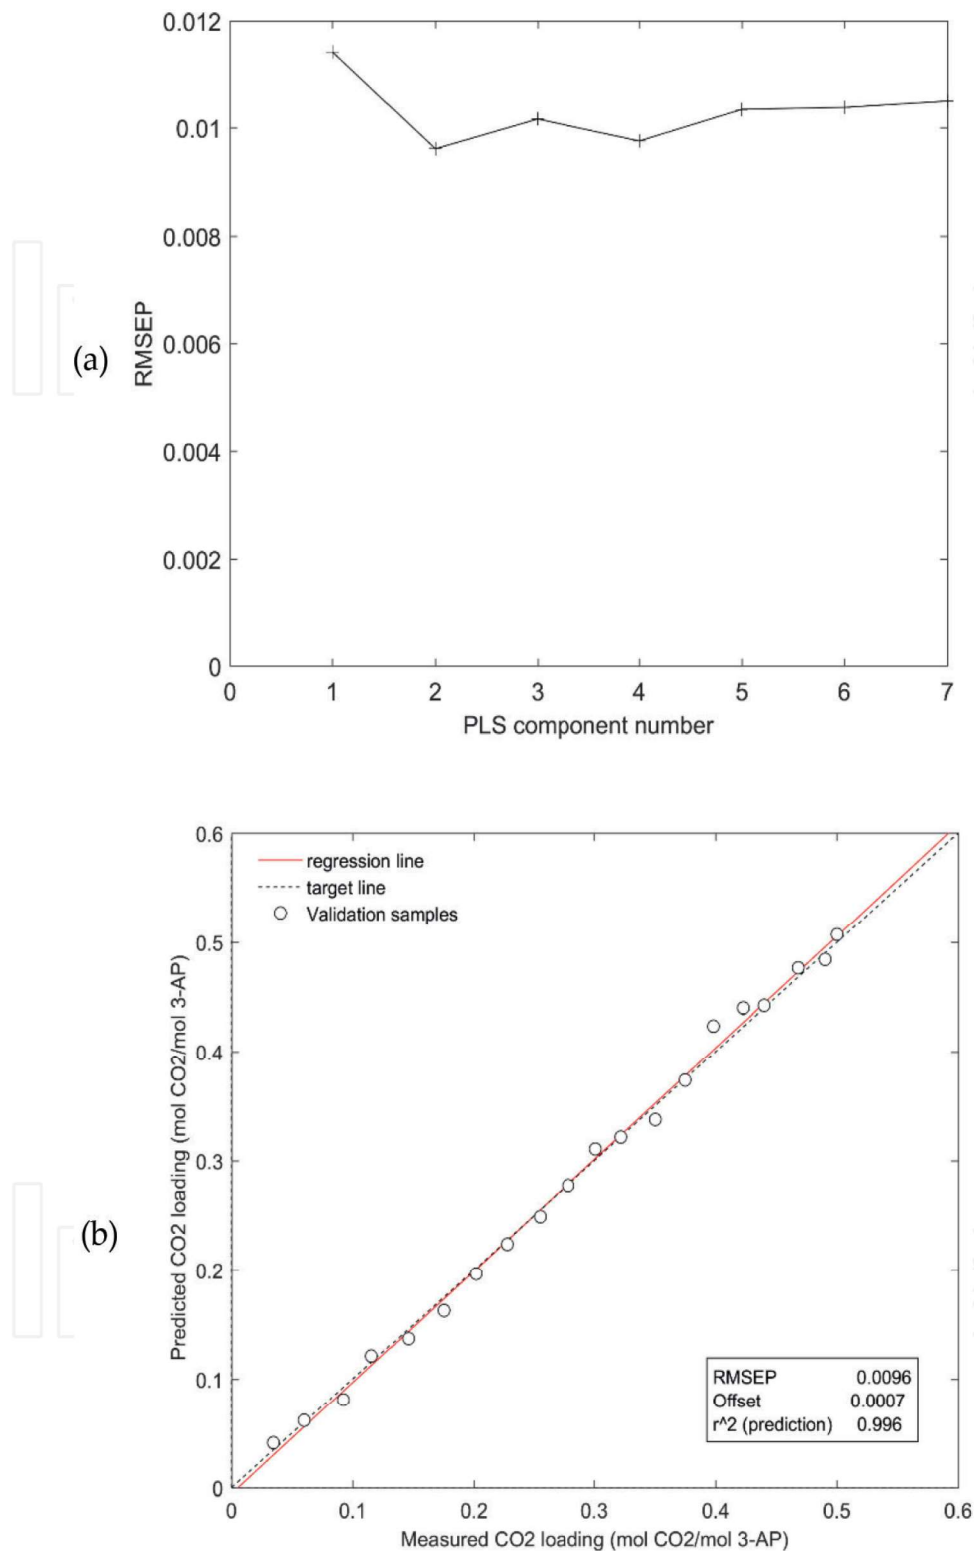 0.012
0.01
0.008
0.006
0.004
0.002
0
RMSEP
(a)
0 1 2 3 4 5 6 7
PLS component number
0.6
0.5
0.4
0.3
0.2
0.1
0
Predicted CO2 loading (mol CO2/mol 3-AP)
(b)
regression line
target line
Validation samples
RMSEP 0.0096
Offset 0.0007
r^2 (prediction) 0.996
0 0.1 0.2 0.3 0.4 0.5 0.6
Measured CO2 loading (mol CO2/mol 3-AP)